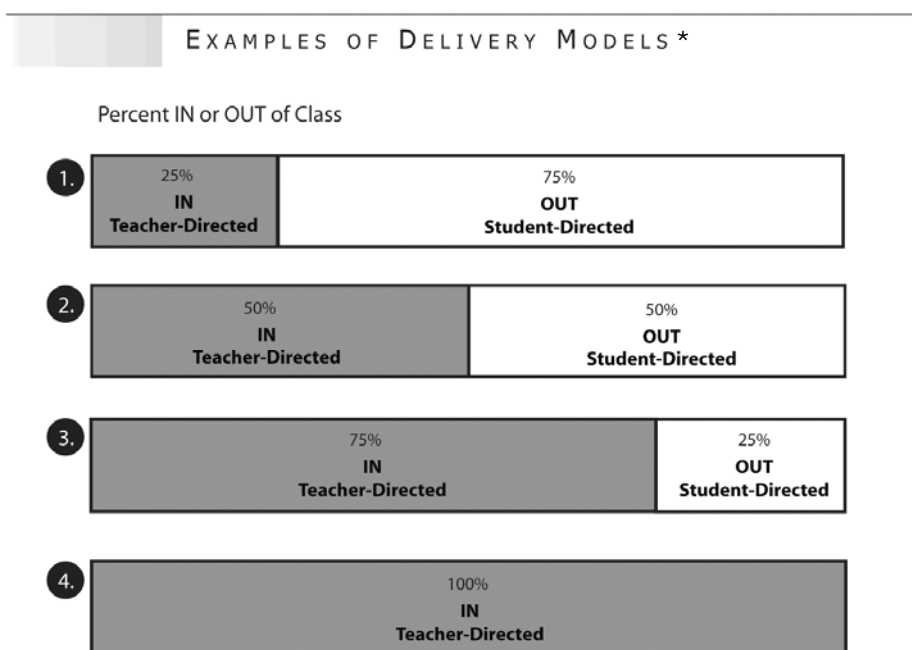 EXAMPLES OF DELIVERY MODELS*
Percent IN or OUT of Class
1.
25%
IN
Teacher-Directed
75%
OUT
Student-Directed
2.
50%
IN
Teacher-Directed
50%
OUT
Student-Directed
3.
75%
IN
Teacher-Directed
25%
OUT
Student-Directed
4.
100%
IN
Teacher-Directed